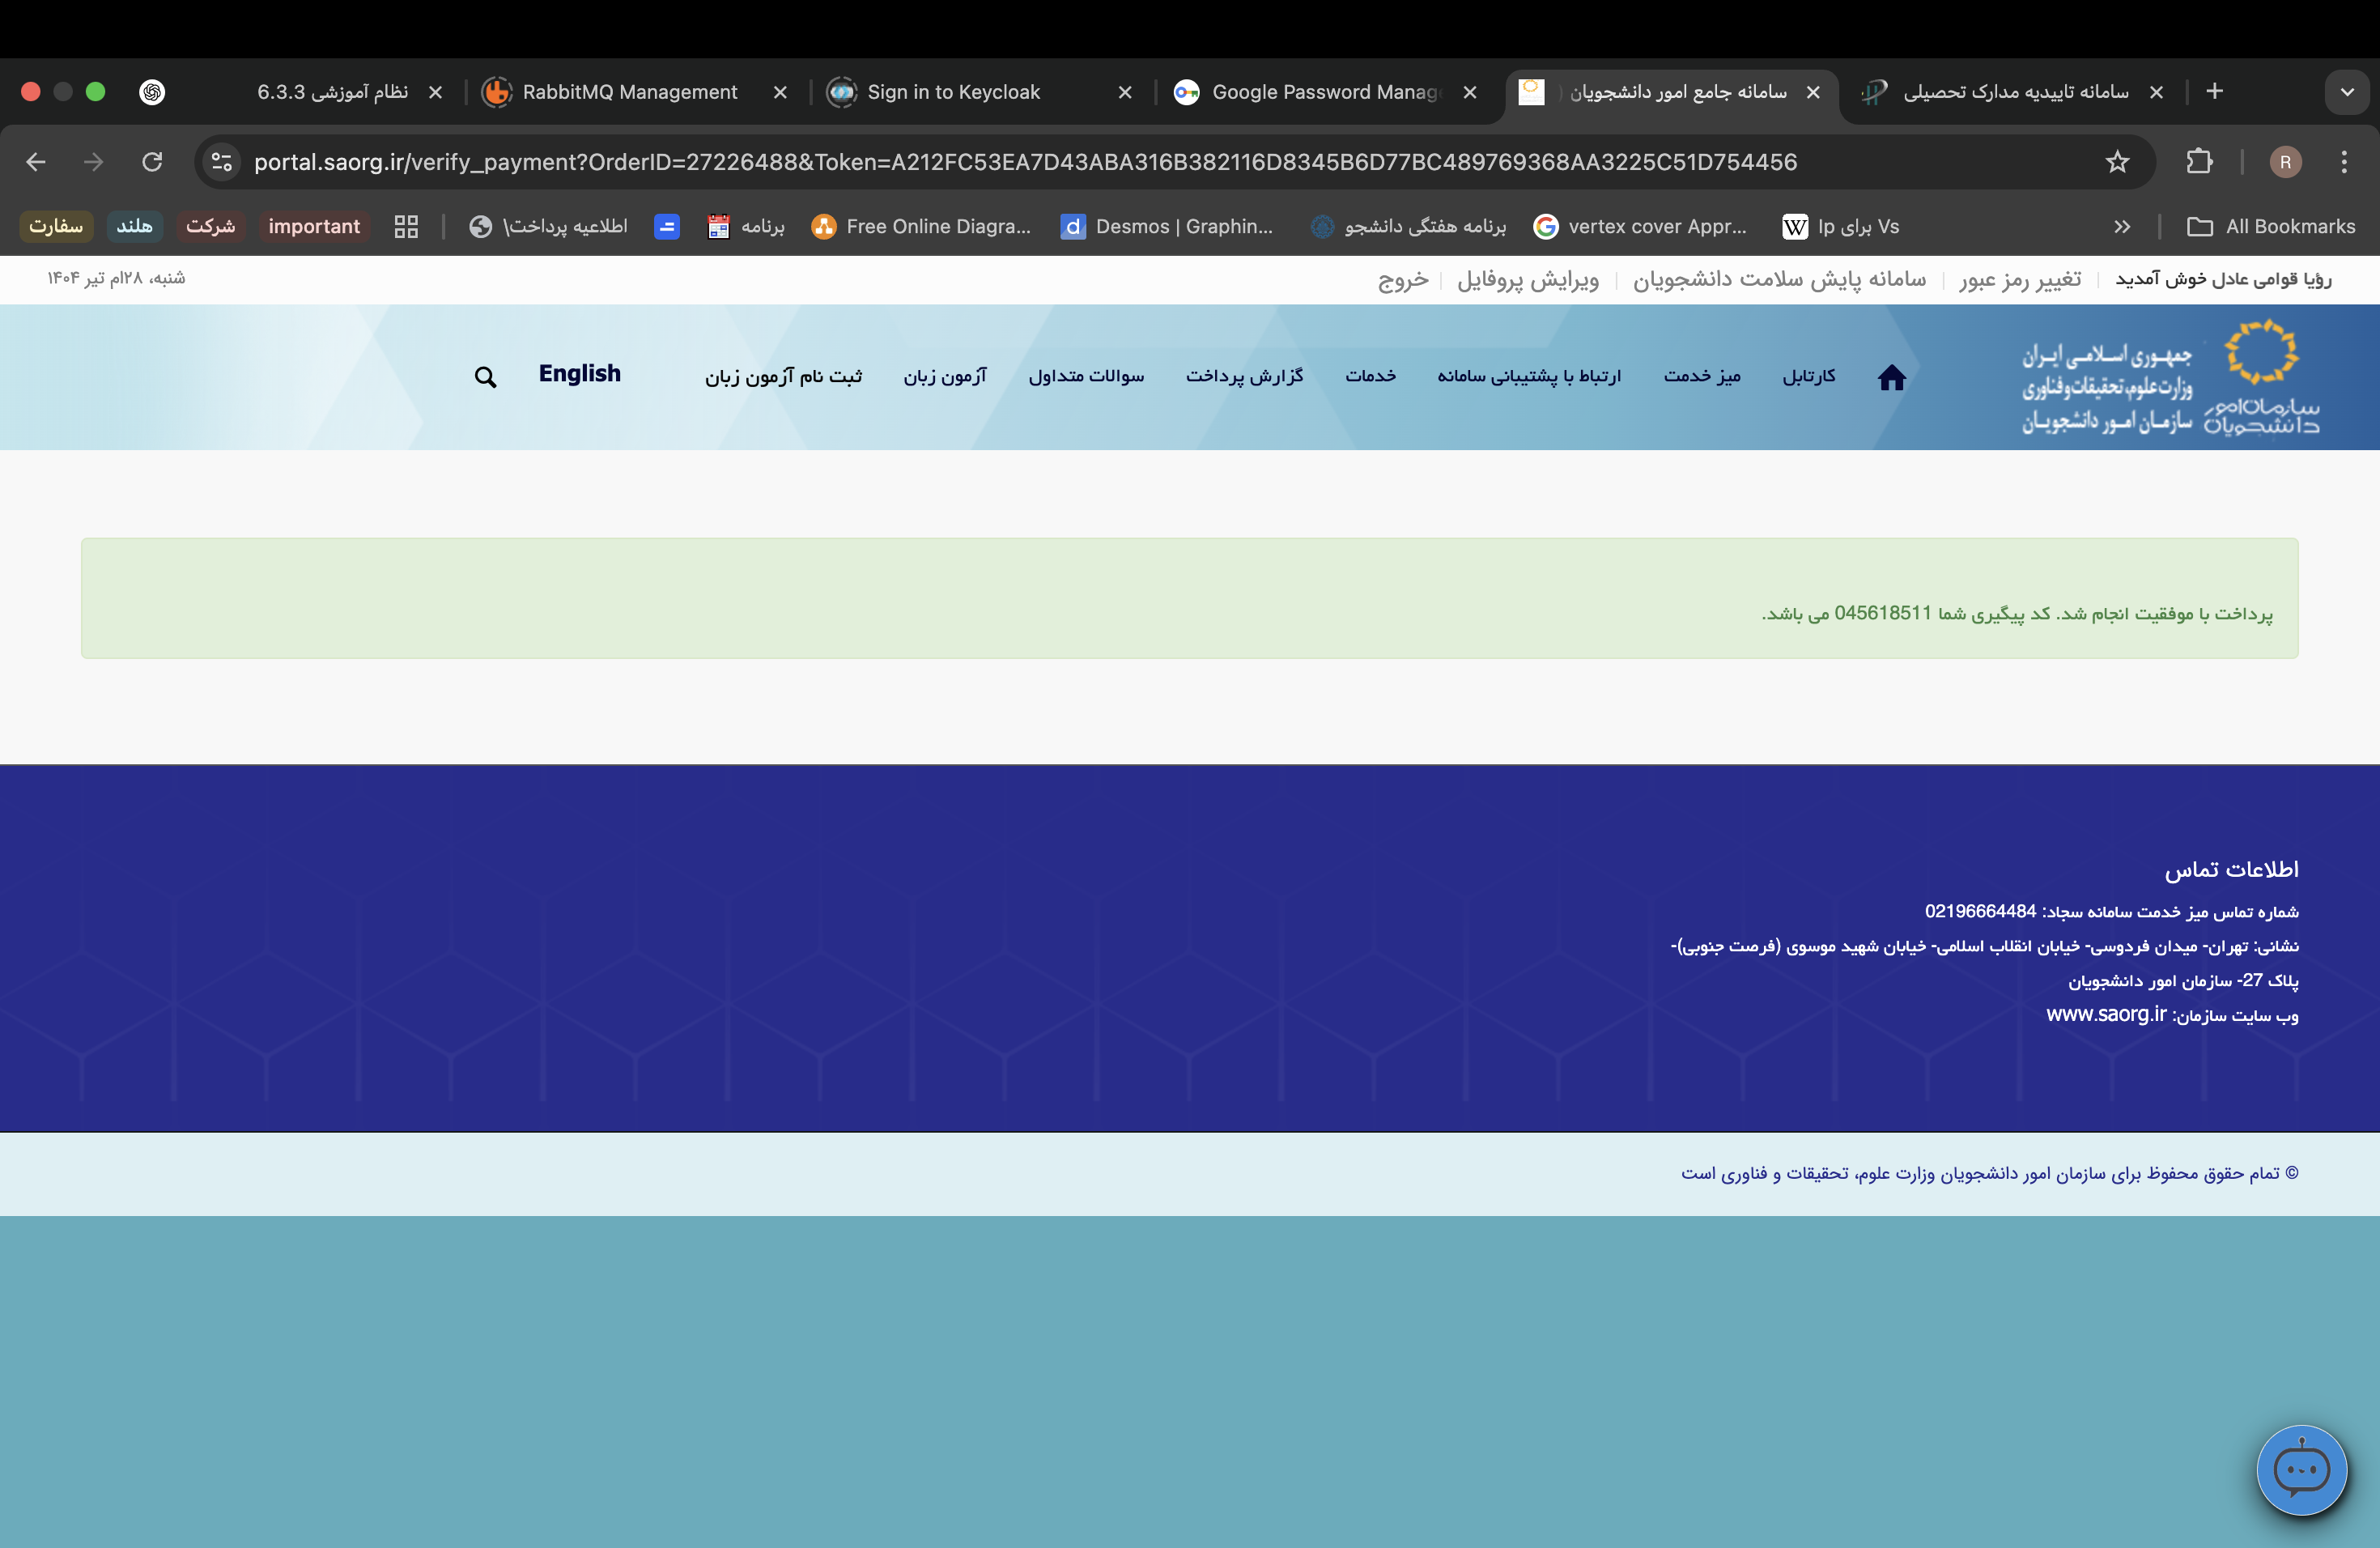 نظام آموزشی 6.3.3
RabbitMQ Management
Sign in to Keycloak
Google Password Manage
سامانه جامع امور دانشجویان )
سامانه تاییدیه مدارک تحصیلی
portal.saorg.ir/verify_payment?OrderID=27226488&Token=A212FC53EA7D43ABA316B382116D8345B6D77BC489769368AA3225C51D754456
R
سفارت
هلند
شرکت
important
اطلاعیه پرداخت\
برنامه
Free Online Diagra...
Desmos | Graphin...
برنامه هفتگی دانشجو
vertex cover Appr...
lp برای Vs
All Bookmarks
رؤیا قوامی عادل خوش آمدید
تغییر رمز عبور
سامانه پایش سلامت دانشجویان
ویرایش پروفایل
خروج
شنبه، ۲۸ام تیر ۱۴۰۴
جمهوری اسلامی ایران
وزارت علوم، تحقیقات و فناوری
سازمان امور دانشجویان
سازمان امور
دانشجویان
کارتابل
میز خدمت
ارتباط با پشتیبانی سامانه
خدمات
گزارش پرداخت
سوالات متداول
آزمون زبان
ثبت نام آزمون زبان
English
پرداخت با موفقیت انجام شد. کد پیگیری شما 045618511 می باشد.
اطلاعات تماس
شماره تماس میز خدمت سامانه سجاد: 02196664484
نشانی: تهران- میدان فردوسی- خیابان انقلاب اسلامی- خیابان شهید موسوی (فرصت جنوبی)-
پلاک 27- سازمان امور دانشجویان
وب سایت سازمان: www.saorg.ir
© تمام حقوق محفوظ برای سازمان امور دانشجویان وزارت علوم، تحقیقات و فناوری است